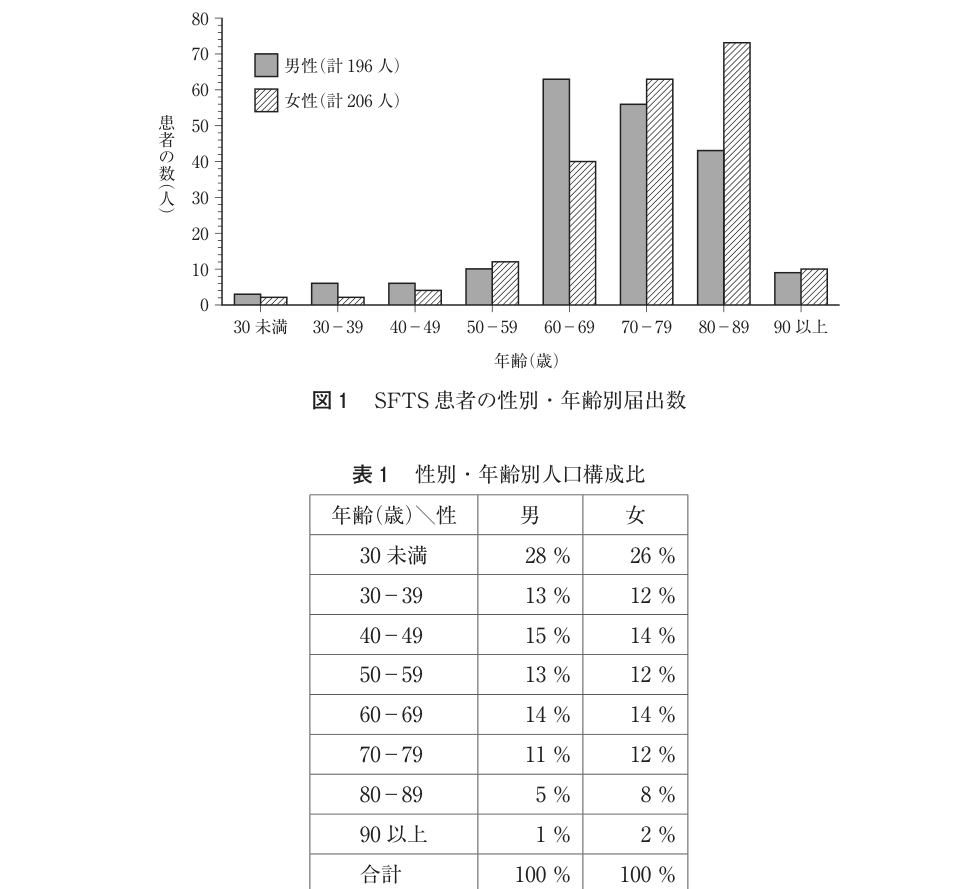 80
70
60
50
40
30
20
10
0
患者の数(人)
男性(計 196 人)
女性(計 206 人)
30 未満 30−39 40−49 50−59 60−69 70−79 80−89 90 以上
年齢(歳)
図 1 SFTS 患者の性別・年齢別届出数
表 1 性別・年齢別人口構成比
年齢(歳)＼性 男 女
30 未満 28 % 26 %
30−39 13 % 12 %
40−49 15 % 14 %
50−59 13 % 12 %
60−69 14 % 14 %
70−79 11 % 12 %
80−89 5 % 8 %
90 以上 1 % 2 %
合計 100 % 100 %